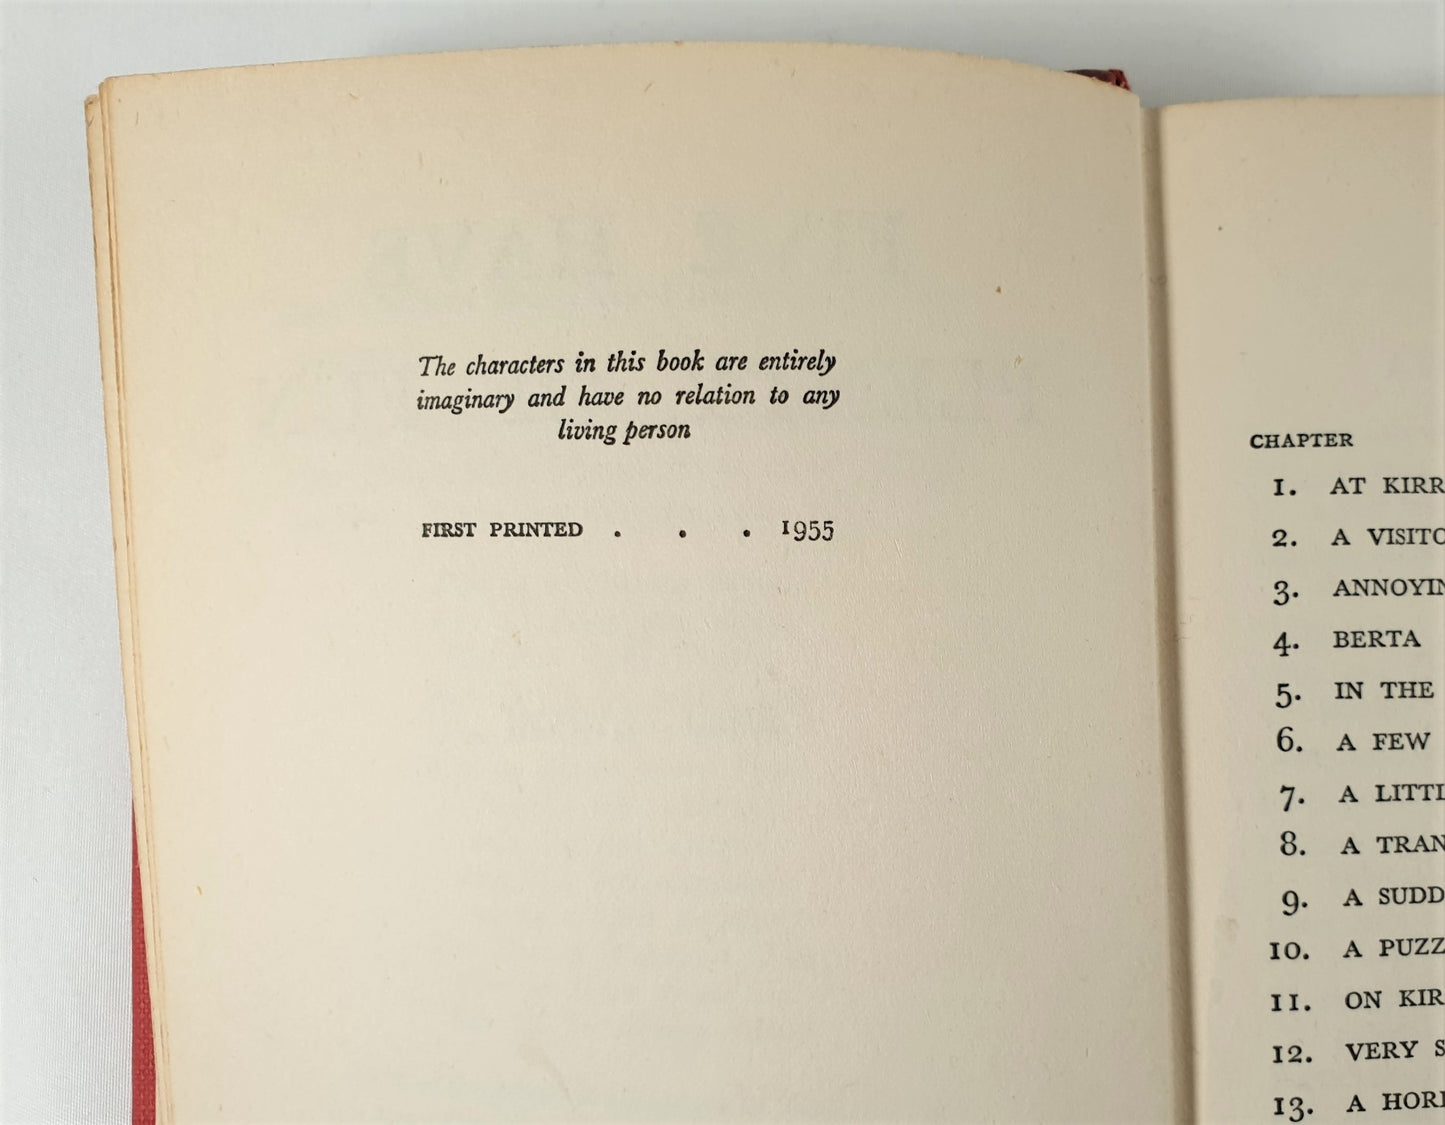 The characters in this book are entirely
imaginary and have no relation to any
living person
FIRST PRINTED . . . 1955
CHAPTER
1. AT KIRR
2. A VISITO
3. ANNOYIN
4. BERTA
5. IN THE
6. A FEW
7. A LITTL
8. A TRAN
9. A SUDD
10. A PUZZ
11. ON KIR
12. VERY S
13. A HORR